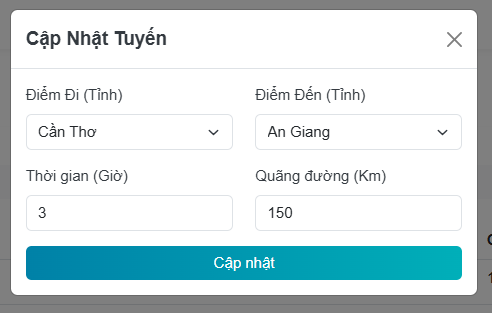 Cập Nhật Tuyến
Điểm Đi (Tỉnh)
Điểm Đến (Tỉnh)
Cần Thơ
An Giang
Thời gian (Giờ)
Quãng đường (Km)
3
150
Cập nhật